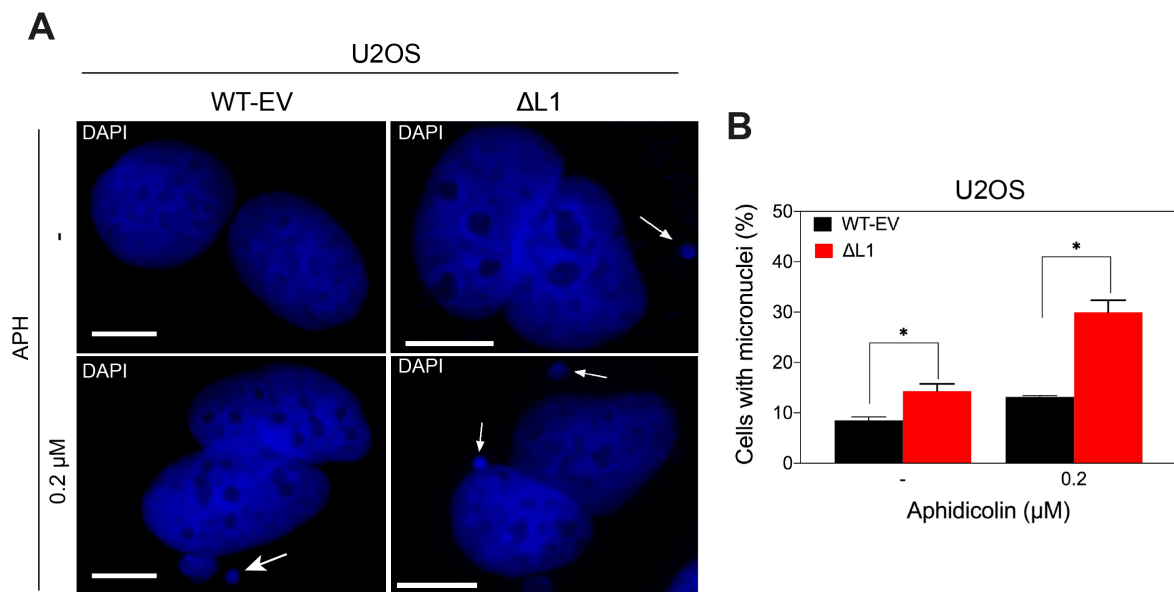 A
U2OS
WT-EV
ΔL1
APH
-
DAPI
DAPI
0.2 μM
DAPI
DAPI
B
U2OS
Cells with micronuclei (%)
50
40
30
20
10
0
WT-EV
ΔL1
*
*
-
0.2
Aphidicolin (μM)